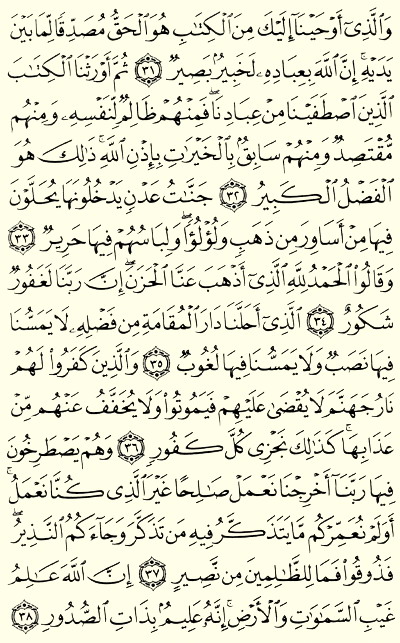 وَٱلَّذِىٓ أَوْحَيْنَآ إِلَيْكَ مِنَ ٱلْكِتَٰبِ هُوَ ٱلْحَقُّ مُصَدِّقًا لِّمَا بَيْنَ
يَدَيْهِ إِنَّ ٱللَّهَ بِعِبَادِهِۦ لَخَبِيرٌۢ بَصِيرٌ ٣١ ثُمَّ أَوْرَثْنَا ٱلْكِتَٰبَ
ٱلَّذِينَ ٱصْطَفَيْنَا مِنْ عِبَادِنَا فَمِنْهُمْ ظَالِمٌ لِّنَفْسِهِۦ وَمِنْهُم
مُّقْتَصِدٌ وَمِنْهُمْ سَابِقٌۢ بِٱلْخَيْرَٰتِ بِإِذْنِ ٱللَّهِ ذَٰلِكَ هُوَ
ٱلْفَضْلُ ٱلْكَبِيرُ ٣٢ جَنَّٰتُ عَدْنٍ يَدْخُلُونَهَا يُحَلَّوْنَ
فِيهَا مِنْ أَسَاوِرَ مِن ذَهَبٍ وَلُؤْلُؤًا وَلِبَاسُهُمْ فِيهَا حَرِيرٌ ٣٣
وَقَالُوا۟ ٱلْحَمْدُ لِلَّهِ ٱلَّذِىٓ أَذْهَبَ عَنَّا ٱلْحَزَنَ إِنَّ رَبَّنَا لَغَفُورٌ
شَكُورٌ ٣٤ ٱلَّذِىٓ أَحَلَّنَا دَارَ ٱلْمُقَامَةِ مِن فَضْلِهِۦ لَا يَمَسُّنَا
فِيهَا نَصَبٌ وَلَا يَمَسُّنَا فِيهَا لُغُوبٌ ٣٥ وَٱلَّذِينَ كَفَرُوا۟ لَهُمْ
نَارُ جَهَنَّمَ لَا يُقْضَىٰ عَلَيْهِمْ فَيَمُوتُوا۟ وَلَا يُخَفَّفُ عَنْهُم مِّنْ
عَذَابِهَا كَذَٰلِكَ نَجْزِى كُلَّ كَفُورٍ ٣٦ وَهُمْ يَصْطَرِخُونَ
فِيهَا رَبَّنَآ أَخْرِجْنَا نَعْمَلْ صَٰلِحًا غَيْرَ ٱلَّذِى كُنَّا نَعْمَلُ
أَوَلَمْ نُعَمِّرْكُم مَّا يَتَذَكَّرُ فِيهِ مَن تَذَكَّرَ وَجَآءَكُمُ ٱلنَّذِيرُ
فَذُوقُوا۟ فَمَا لِلظَّٰلِمِينَ مِن نَّصِيرٍ ٣٧ إِنَّ ٱللَّهَ عَٰلِمُ
غَيْبِ ٱلسَّمَٰوَٰتِ وَٱلْأَرْضِ إِنَّهُۥ عَلِيمٌۢ بِذَاتِ ٱلصُّدُورِ ٣٨